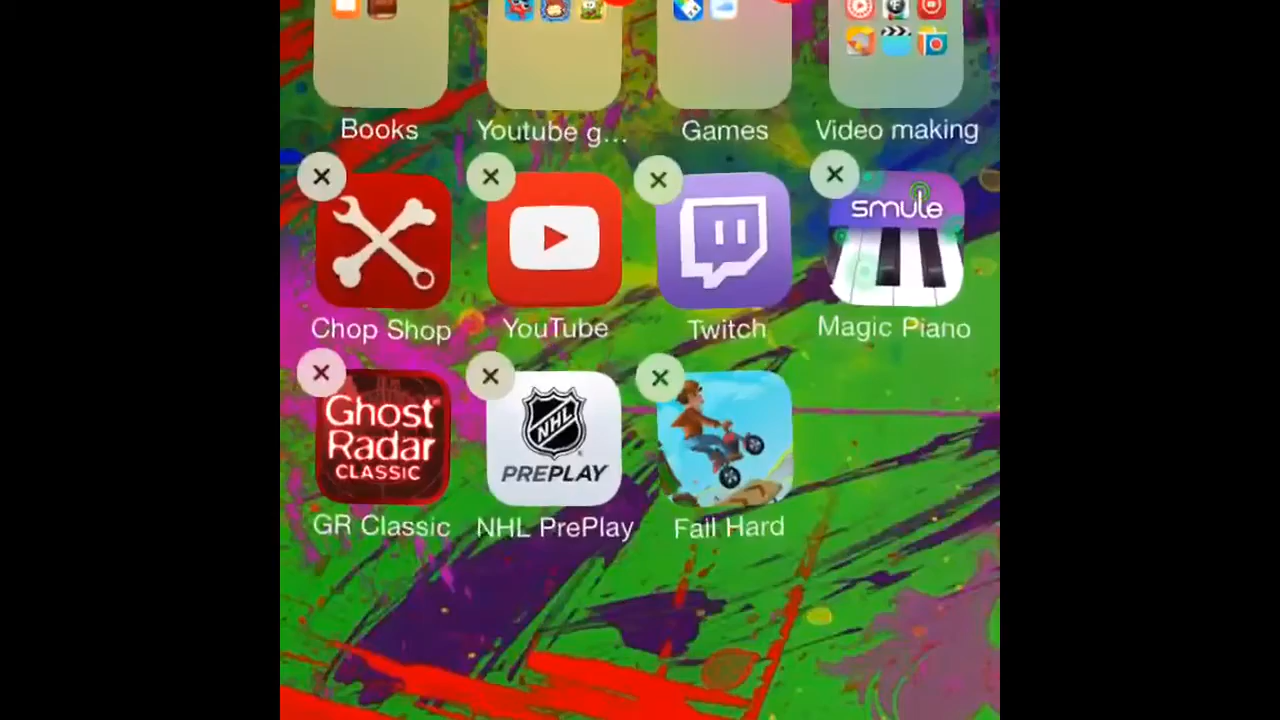 Books Youtube g... Games Video making
smule
Chop Shop YouTube Twitch Magic Piano
Ghost
Radar
CLASSIC
NHL
PREPLAY
GR Classic NHL PrePlay Fail Hard